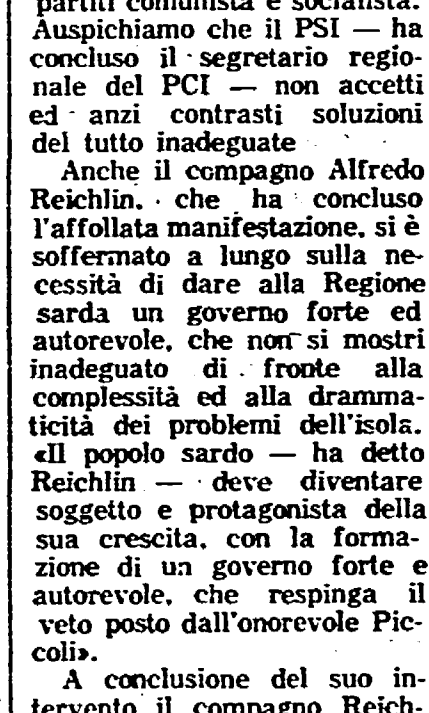 partiti comunista e socialista.
Auspichiamo che il PSI — ha
concluso il segretario regio-
nale del PCI — non accetti
ed anzi contrasti soluzioni
del tutto inadeguate
Anche il compagno Alfredo
Reichlin, che ha concluso
l'affollata manifestazione, si è
soffermato a lungo sulla ne-
cessità di dare alla Regione
sarda un governo forte ed
autorevole, che non si mostri
inadeguato di fronte alla
complessità ed alla dramma-
ticità dei problemi dell'isola.
«Il popolo sardo — ha detto
Reichlin — deve diventare
soggetto e protagonista della
sua crescita, con la forma-
zione di un governo forte e
autorevole, che respinga il
veto posto dall'onorevole Pic-
coli».
A conclusione del suo in-
tervento il compagno Reich-